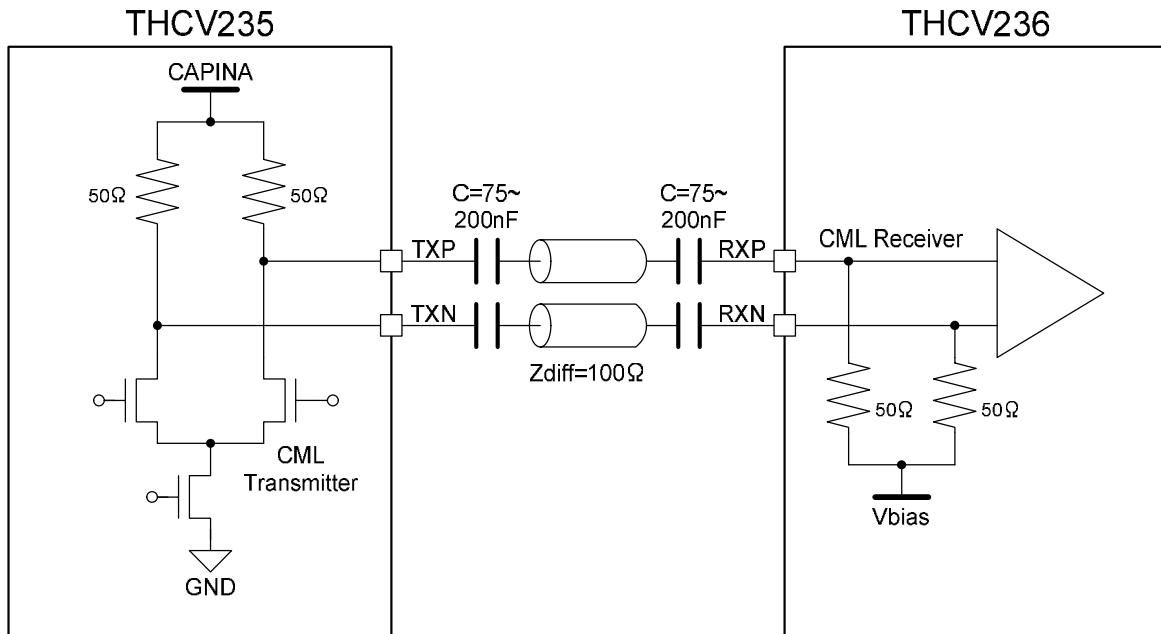 THCV235
THCV236
CAPINA
50Ω
50Ω
C=75~
200nF
C=75~
200nF
TXP
RXP
CML Receiver
TXN
RXN
Zdiff=100Ω
50Ω
50Ω
CML
Transmitter
Vbias
GND